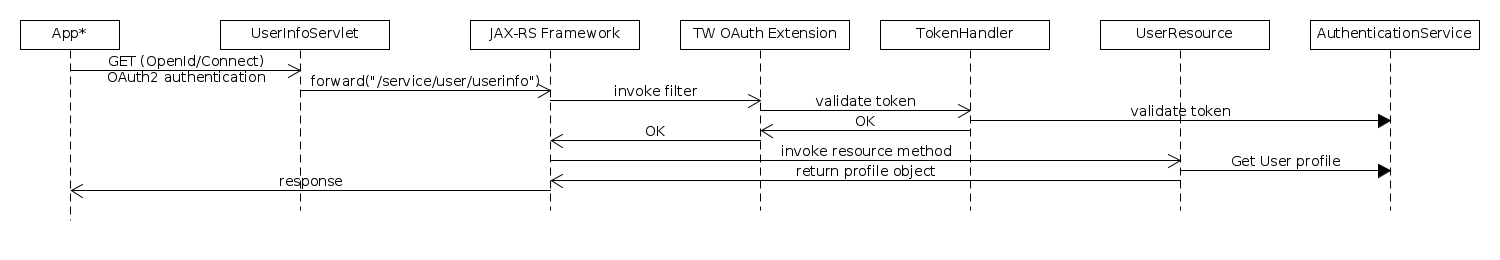 App*
UserInfoServlet
JAX-RS Framework
TW OAuth Extension
TokenHandler
UserResource
AuthenticationService
GET (OpenId/Connect)
OAuth2 authentication
forward("/service/user/userinfo")
invoke filter
validate token
validate token
OK
OK
invoke resource method
Get User profile
return profile object
response